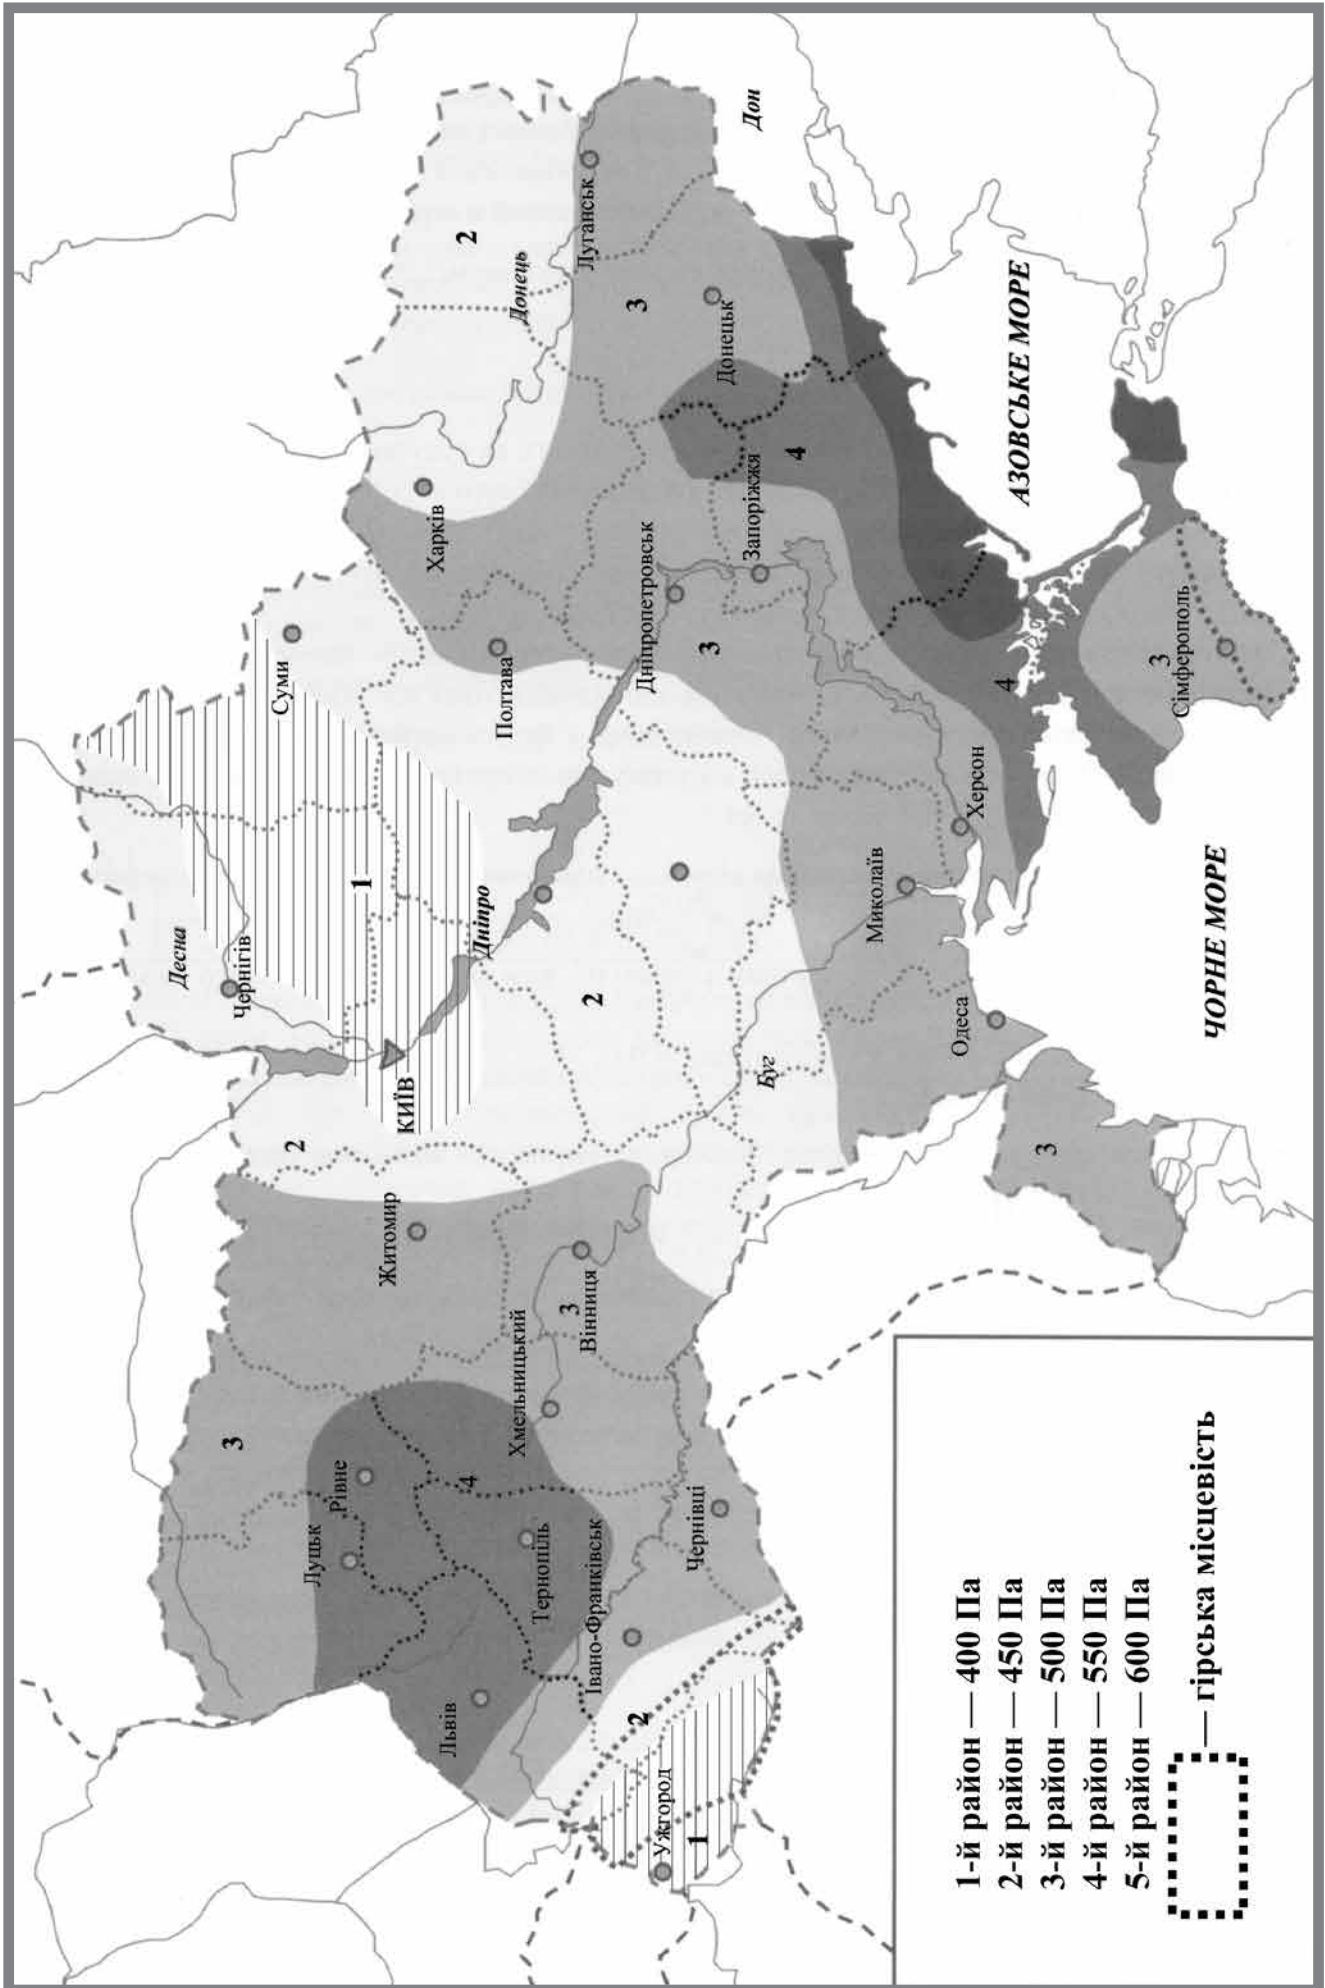 Десна
Чернігів
Суми
1
КИЇВ
2
Житомир
3
Рівне
Луцьк
4
Львів
Тернопіль
Хмельницький
3
Вінниця
Івано-Франківськ
Чернівці
Ужгород
1
2
2
Дніпро
Полтава
Харків
2
Донець
Луганськ
3
Донецьк
Дон
Дніпропетровськ
3
Запоріжжя
4
Буг
Миколаїв
Херсон
Одеса
3
4
3
Сімферополь
АЗОВСЬКЕ МОРЕ
ЧОРНЕ МОРЕ
1-й район — 400 Па
2-й район — 450 Па
3-й район — 500 Па
4-й район — 550 Па
5-й район — 600 Па
— гірська місцевість